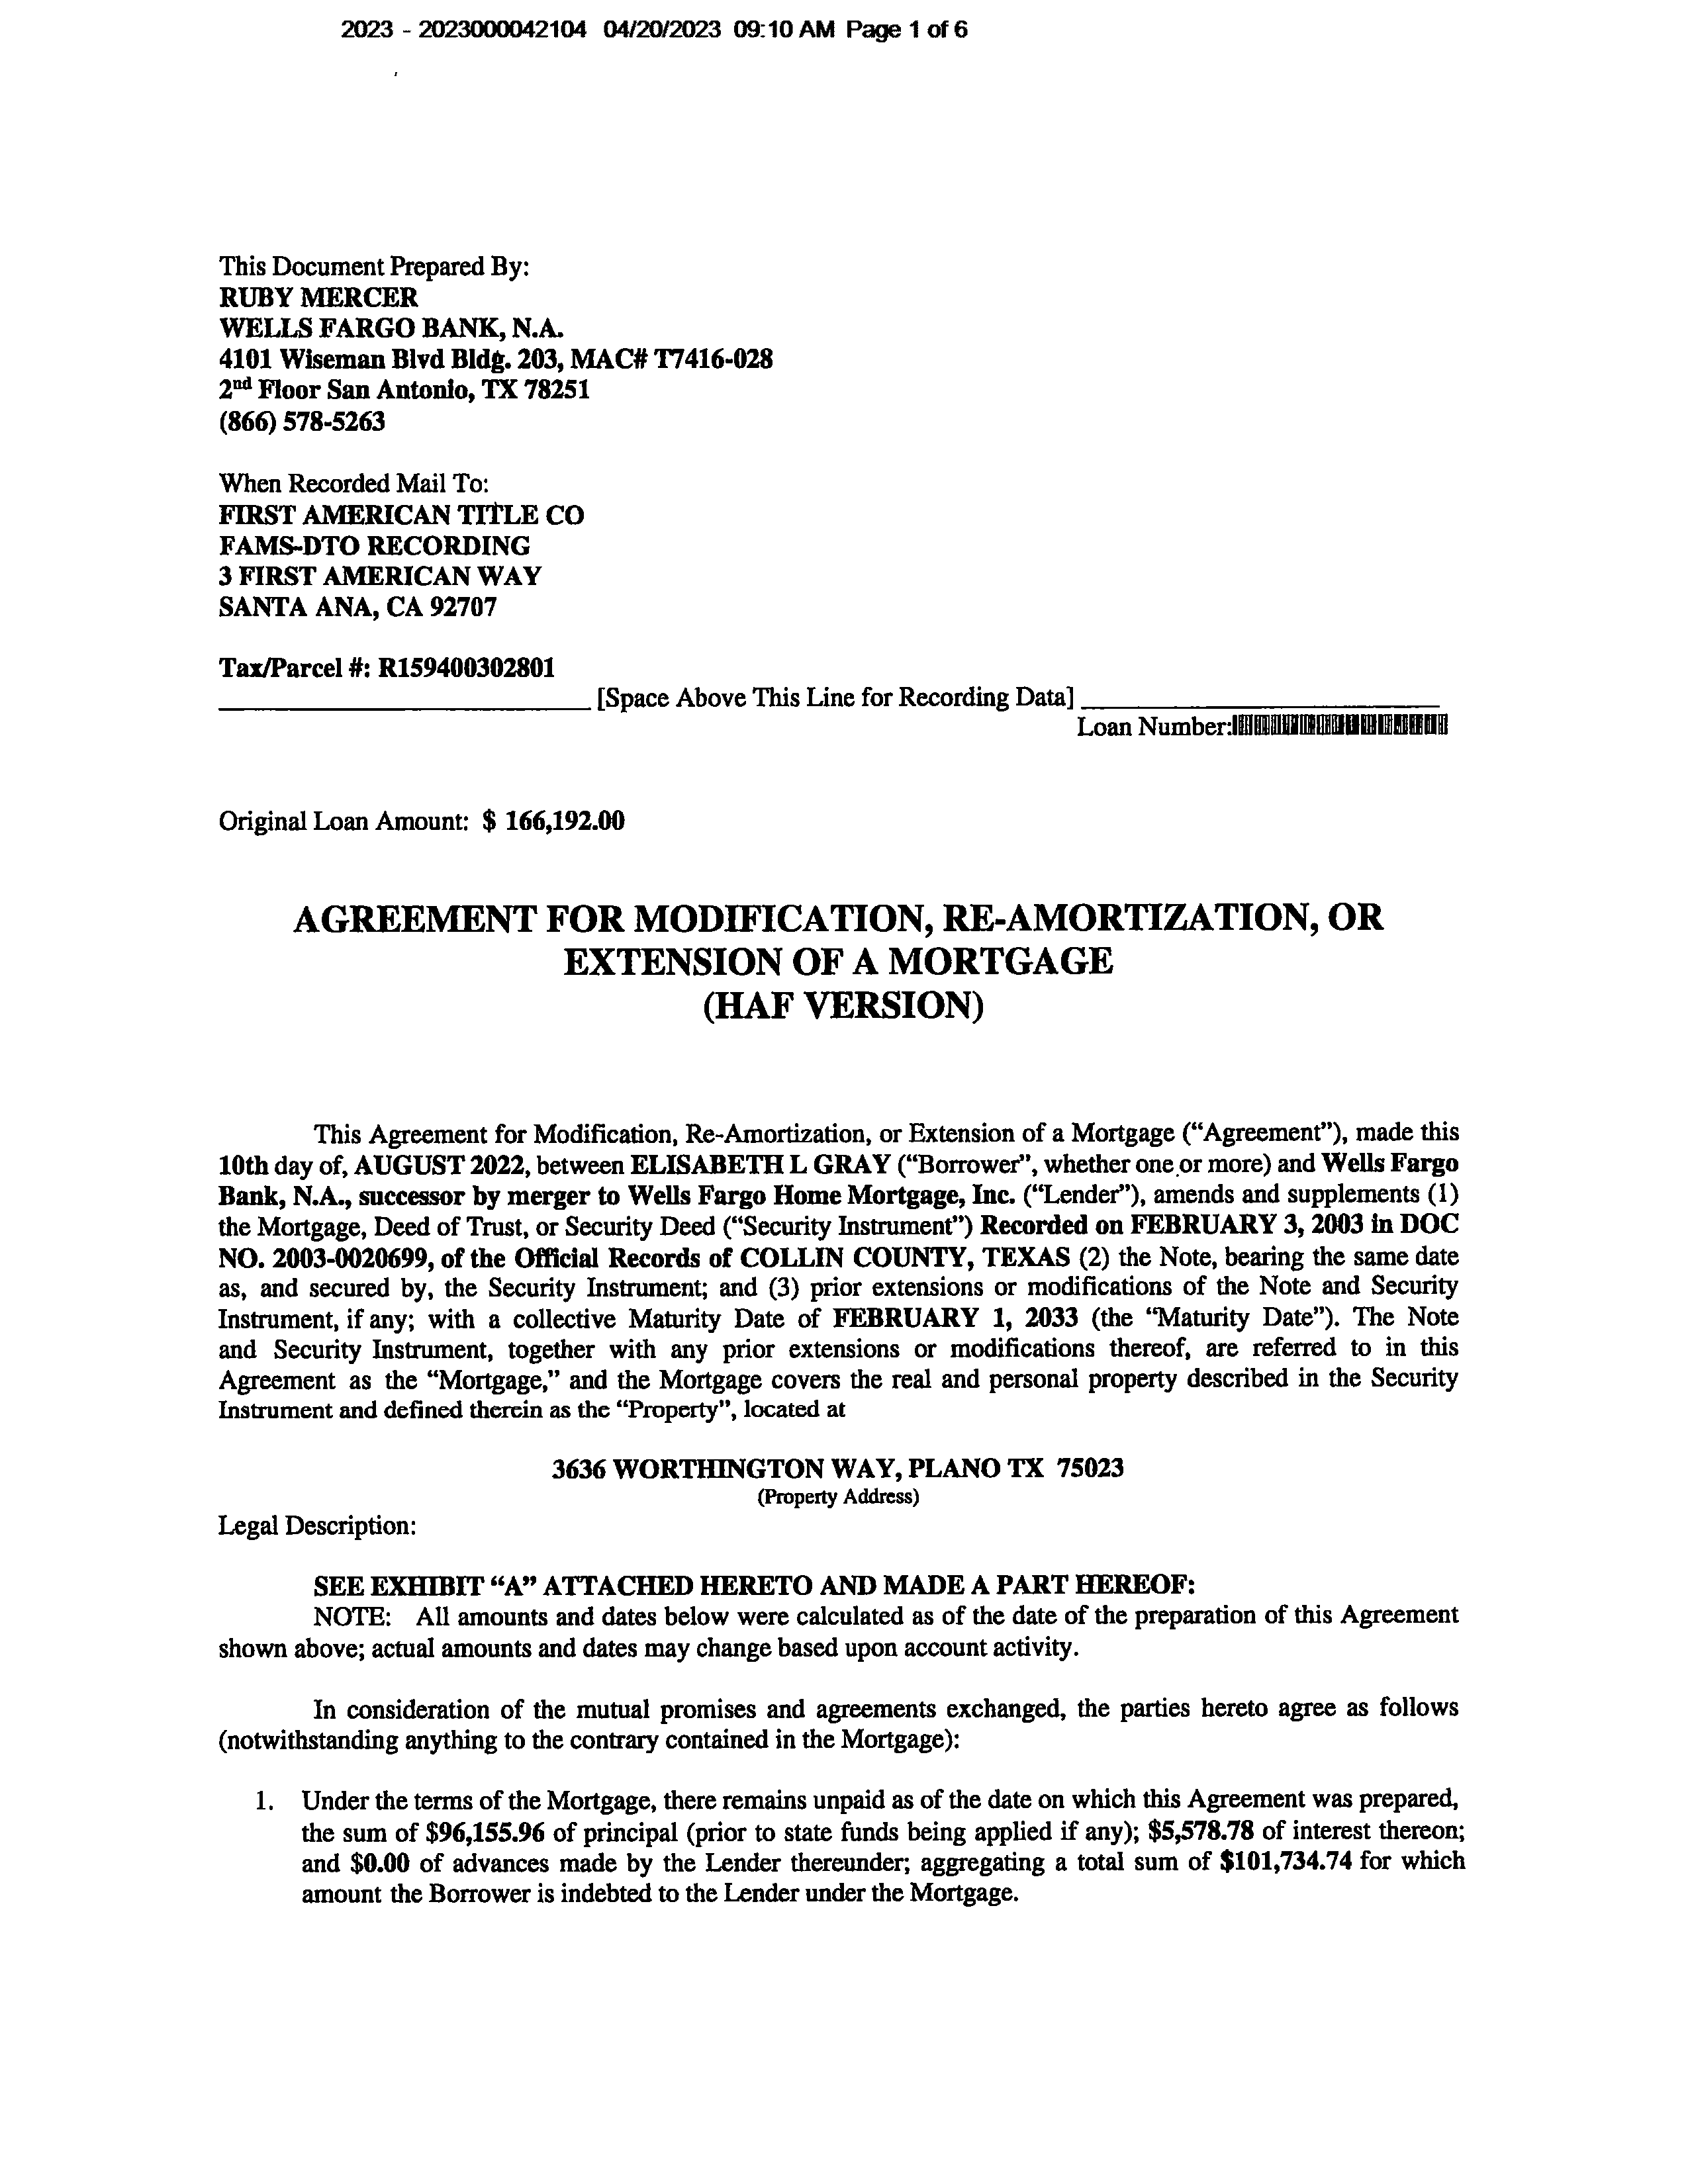 2023 - 2023000042104 04/20/2023 09:10 AM Page 1 of 6
This Document Prepared By:
RUBY MERCER
WELLS FARGO BANK, N.A.
4101 Wiseman Blvd Bldg. 203, MAC# T7416-028
2nd Floor San Antonio, TX 78251
(866) 578-5263
When Recorded Mail To:
FIRST AMERICAN TITLE CO
FAMS-DTO RECORDING
3 FIRST AMERICAN WAY
SANTA ANA, CA 92707
Tax/Parcel #: R159400302801
[Space Above This Line for Recording Data]
Loan Number:
Original Loan Amount: $ 166,192.00
AGREEMENT FOR MODIFICATION, RE-AMORTIZATION, OR
EXTENSION OF A MORTGAGE
(HAF VERSION)
This Agreement for Modification, Re-Amortization, or Extension of a Mortgage (“Agreement”), made this
10th day of, AUGUST 2022, between ELISABETH L GRAY (“Borrower”, whether one or more) and Wells Fargo
Bank, N.A., successor by merger to Wells Fargo Home Mortgage, Inc. (“Lender”), amends and supplements (1)
the Mortgage, Deed of Trust, or Security Deed (“Security Instrument”) Recorded on FEBRUARY 3, 2003 in DOC
NO. 2003-0020699, of the Official Records of COLLIN COUNTY, TEXAS (2) the Note, bearing the same date
as, and secured by, the Security Instrument; and (3) prior extensions or modifications of the Note and Security
Instrument, if any; with a collective Maturity Date of FEBRUARY 1, 2033 (the “Maturity Date”). The Note
and Security Instrument, together with any prior extensions or modifications thereof, are referred to in this
Agreement as the “Mortgage,” and the Mortgage covers the real and personal property described in the Security
Instrument and defined therein as the “Property”, located at
3636 WORTHINGTON WAY, PLANO TX 75023
(Property Address)
Legal Description:
SEE EXHIBIT “A” ATTACHED HERETO AND MADE A PART HEREOF:
NOTE: All amounts and dates below were calculated as of the date of the preparation of this Agreement
shown above; actual amounts and dates may change based upon account activity.
In consideration of the mutual promises and agreements exchanged, the parties hereto agree as follows
(notwithstanding anything to the contrary contained in the Mortgage):
1. Under the terms of the Mortgage, there remains unpaid as of the date on which this Agreement was prepared,
the sum of $96,155.96 of principal (prior to state funds being applied if any); $5,578.78 of interest thereon;
and $0.00 of advances made by the Lender thereunder; aggregating a total sum of $101,734.74 for which
amount the Borrower is indebted to the Lender under the Mortgage.